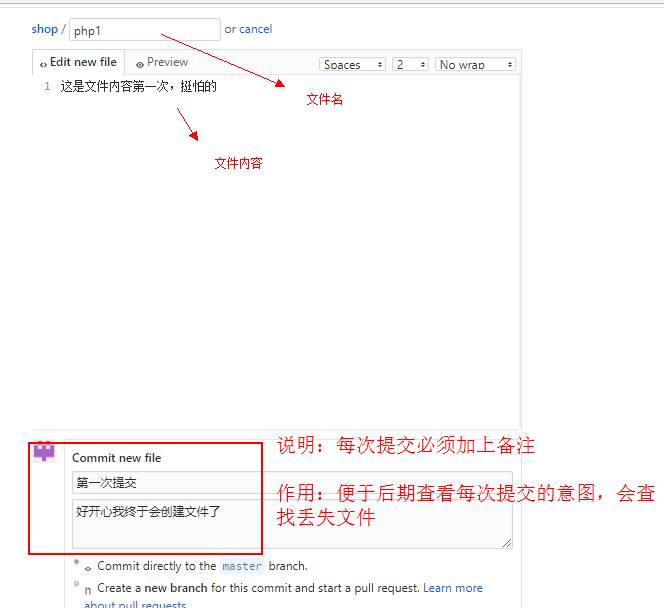 shop / php1 or cancel
Edit new file Preview Spaces 2 No wrap
1 这是文件内容第一次，挺怕的
文件名
文件内容
说明：每次提交必须加上备注
Commit new file
第一次提交
作用：便于后期查看每次提交的意图，会查
找丢失文件
好开心我终于会创建文件了
Commit directly to the master branch.
Create a new branch for this commit and start a pull request. Learn more
about pull requests.